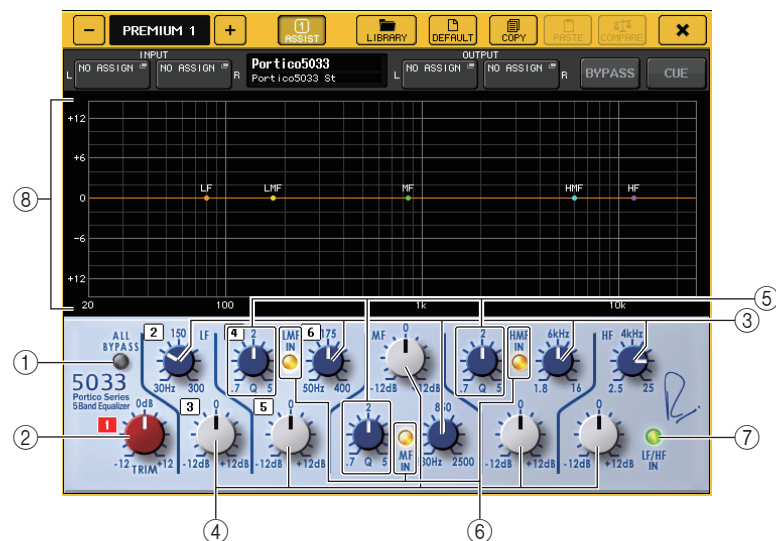 − PREMIUM 1 +
1
ASSIST
LIBRARY
DEFAULT
COPY
PASTE
COMPARE
×
INPUT
L NO ASSIGN NO ASSIGN R
Portico5033
Portico5033 St
OUTPUT
L NO ASSIGN NO ASSIGN R
BYPASS
CUE
+12
+6
0
-6
-12
LF LMF MF HMF HF
20 100 1k 10k
⑧
⑤
③
①
②
④
⑥
⑦
ALL
BYPASS
5033
Portico Series
5Band Equalizer
1
0dB
-12 TRIM +12
2
150
LF
30Hz 300
3
0
-12dB +12dB
4
2
.7 Q 5
LMF
IN
5
0
-12dB +12dB
6
175
50Hz 400
MF
0
-12dB +12dB
2
.7 Q 5
MF
IN
850
2500
2
.7 Q 5
HMF
IN
6kHz
1.8 16
0
-12dB +12dB
HF
4kHz
2.5 25
0
-12dB +12dB
LF/HF
IN